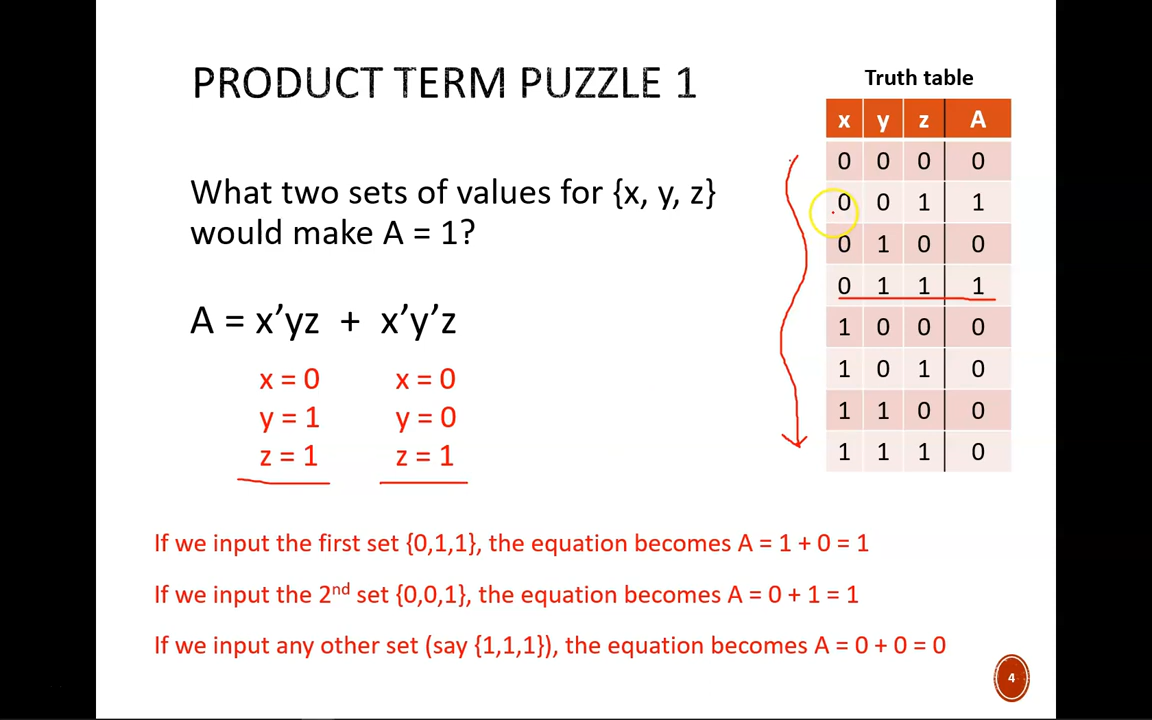 PRODUCT TERM PUZZLE 1
What two sets of values for {x, y, z}
would make A = 1?
A = x’yz + x’y’z
x = 0 x = 0
y = 1 y = 0
z = 1 z = 1
Truth table
x y z A
0 0 0 0
0 0 1 1
0 1 0 0
0 1 1 1
1 0 0 0
1 0 1 0
1 1 0 0
1 1 1 0
If we input the first set {0,1,1}, the equation becomes A = 1 + 0 = 1
If we input the 2nd set {0,0,1}, the equation becomes A = 0 + 1 = 1
If we input any other set (say {1,1,1}), the equation becomes A = 0 + 0 = 0
4